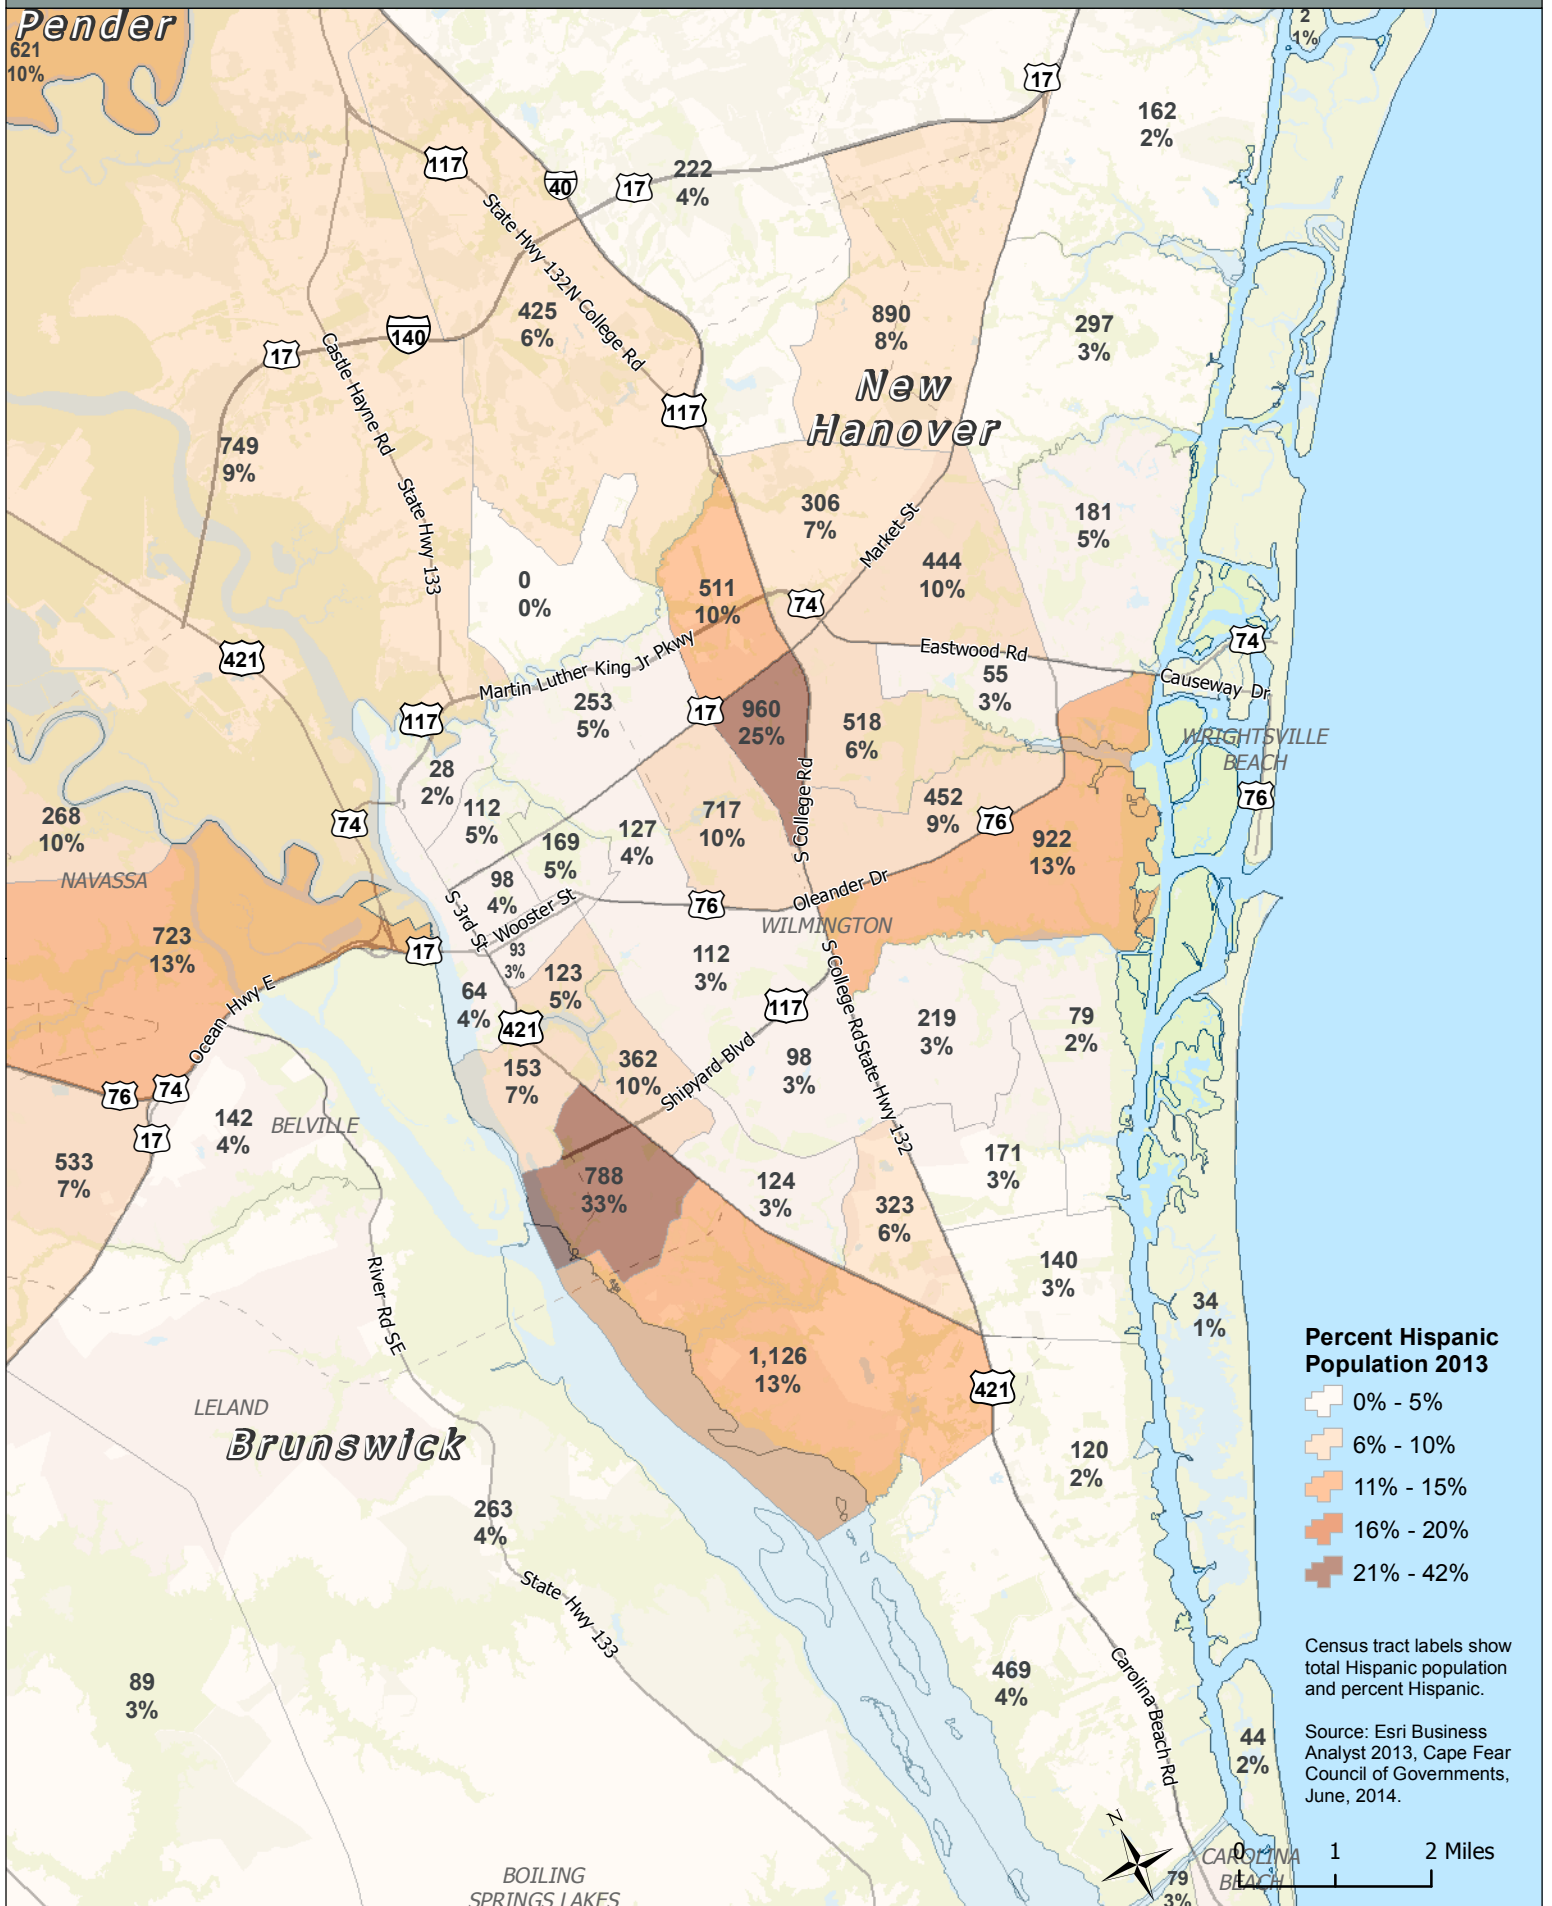 Pender
621
10%
2
1%
17
162
2%
117
40
17
222
4%
State Hwy 132
N College Rd
425
6%
890
8%
297
3%
New
Hanover
17
140
Castle Hayne Rd
117
749
9%
State Hwy 133
306
7%
Market St
181
5%
444
10%
0
0%
511
10%
74
421
Martin Luther King Jr Pkwy
Eastwood Rd
74
55
3%
Causeway Dr
253
5%
117
17
960
25%
518
6%
WRIGHTSVILLE
BEACH
28
2%
76
268
10%
74
112
5%
717
10%
S College Rd
452
9%
76
127
4%
169
5%
922
13%
NAVASSA
98
4%
S 3rd St
Wooster St
76
Oleander Dr
WILMINGTON
723
13%
17
93
3%
112
3%
S College Rd
123
5%
64
4%
117
Ocean Hwy E
421
219
3%
79
2%
State Hwy 132
Shipyard Blvd
98
3%
362
10%
153
7%
76
74
17
142
4%
BELVILLE
533
7%
171
3%
788
33%
124
3%
323
6%
140
3%
River Rd SE
34
1%
1,126
13%
421
LELAND
Brunswick
120
2%
263
4%
State Hwy 133
Percent Hispanic
Population 2013
0% - 5%
6% - 10%
11% - 15%
16% - 20%
21% - 42%
Census tract labels show
total Hispanic population
and percent Hispanic.
Source: Esri Business
Analyst 2013, Cape Fear
Council of Governments,
June, 2014.
89
3%
469
4%
Carolina Beach Rd
44
2%
N
0 1 2 Miles
CAROLINA
BEACH
79
3%
BOILING
SPRINGS LAKES